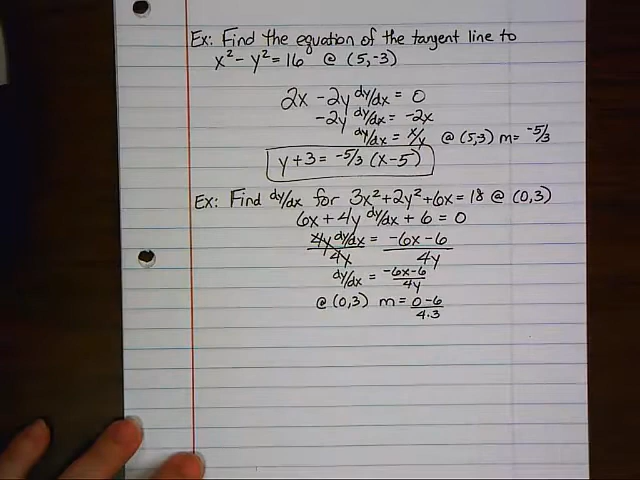 Ex: Find the equation of the tangent line to
x² - y² = 16 @ (5,-3)
2x - 2y dy/dx = 0
-2y dy/dx = -2x
dy/dx = x/y @ (5,3) m = -5/3
y + 3 = -5/3 (x - 5)
Ex: Find dy/dx for 3x² + 2y² + 6x = 18 @ (0,3)
6x + 4y dy/dx + 6 = 0
4y dy/dx = -6x - 6
4y 4y
dy/dx = -6x-6/4y
@ (0,3) m = 0-6/4·3